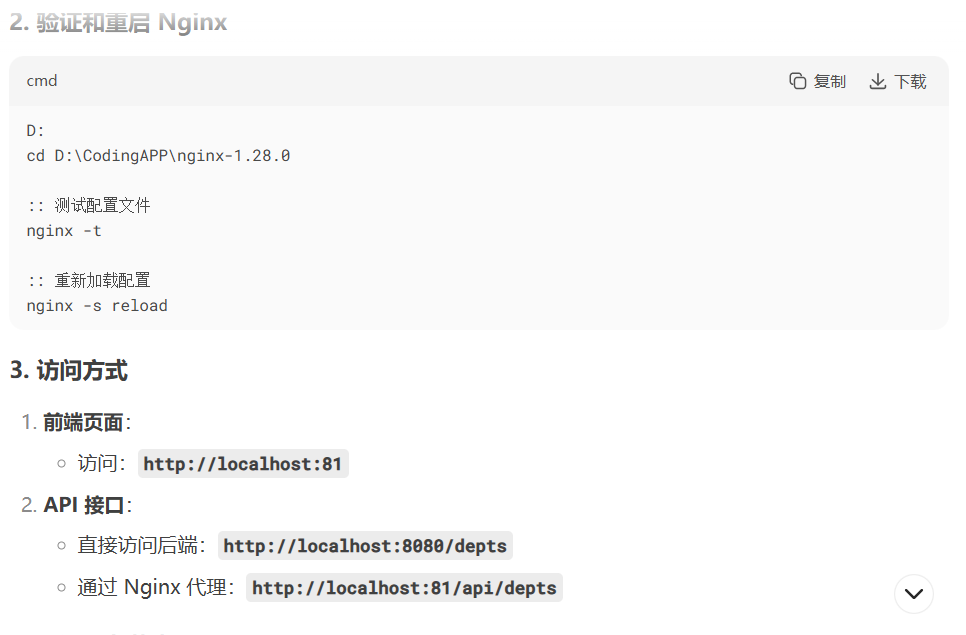 2. 验证和重启 Nginx
cmd
复制
下载
D:
cd D:\CodingAPP\nginx-1.28.0
:: 测试配置文件
nginx -t
:: 重新加载配置
nginx -s reload
3. 访问方式
1. 前端页面：
◦ 访问： http://localhost:81
2. API 接口：
◦ 直接访问后端： http://localhost:8080/depts
◦ 通过 Nginx 代理： http://localhost:81/api/depts